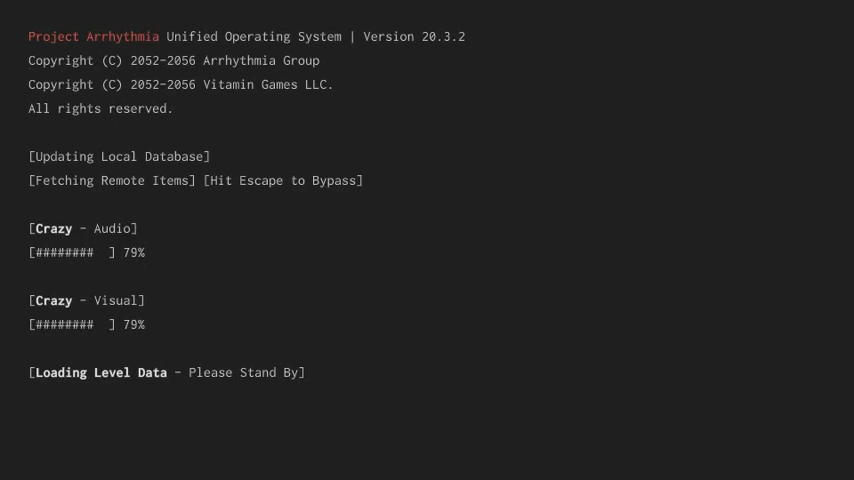 Project Arrhythmia Unified Operating System | Version 20.3.2
Copyright (C) 2052-2056 Arrhythmia Group
Copyright (C) 2052-2056 Vitamin Games LLC.
All rights reserved.
[Updating Local Database]
[Fetching Remote Items] [Hit Escape to Bypass]
[Crazy - Audio]
[######## ] 79%
[Crazy - Visual]
[######## ] 79%
[Loading Level Data - Please Stand By]